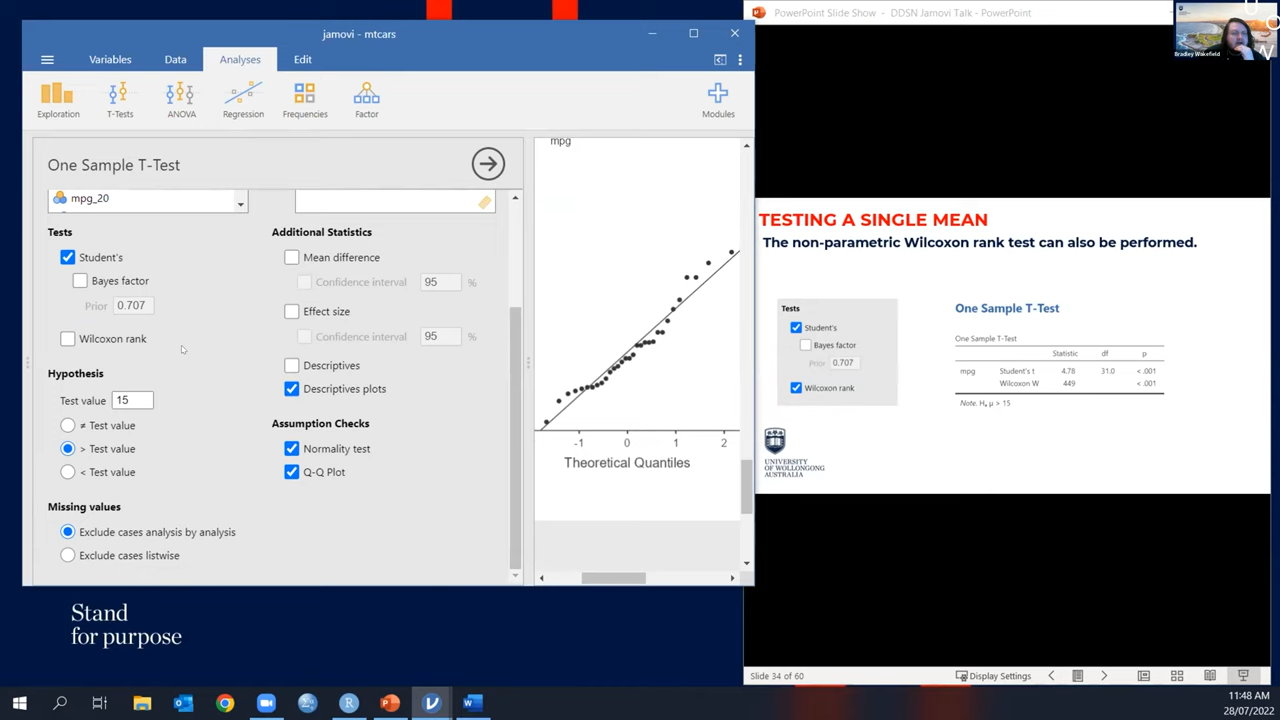 jamovi - mtcars
Variables
Data
Analyses
Edit
Exploration
T-Tests
ANOVA
Regression
Frequencies
Factor
Modules
One Sample T-Test
mpg_20
Tests
Student's
Bayes factor
Prior 0.707
Wilcoxon rank
Hypothesis
Test value 15
≠ Test value
> Test value
< Test value
Missing values
Exclude cases analysis by analysis
Exclude cases listwise
Additional Statistics
Mean difference
Confidence interval 95 %
Effect size
Confidence interval 95 %
Descriptives
Descriptives plots
Assumption Checks
Normality test
Q-Q Plot
mpg
-1 0 1 2
Theoretical Quantiles
Stand
for purpose
PowerPoint Slide Show - DDSN Jamovi Talk - PowerPoint
Bradley Wakefield
TESTING A SINGLE MEAN
The non-parametric Wilcoxon rank test can also be performed.
Tests
Student's
Bayes factor
Prior 0.707
Wilcoxon rank
One Sample T-Test
One Sample T-Test
Statistic df p
mpg Student's t 4.78 31.0 < .001
Wilcoxon W 449 < .001
Note. Hₐ μ > 15
UNIVERSITY
OF WOLLONGONG
AUSTRALIA
Slide 34 of 60
Display Settings
11:48 AM
28/07/2022